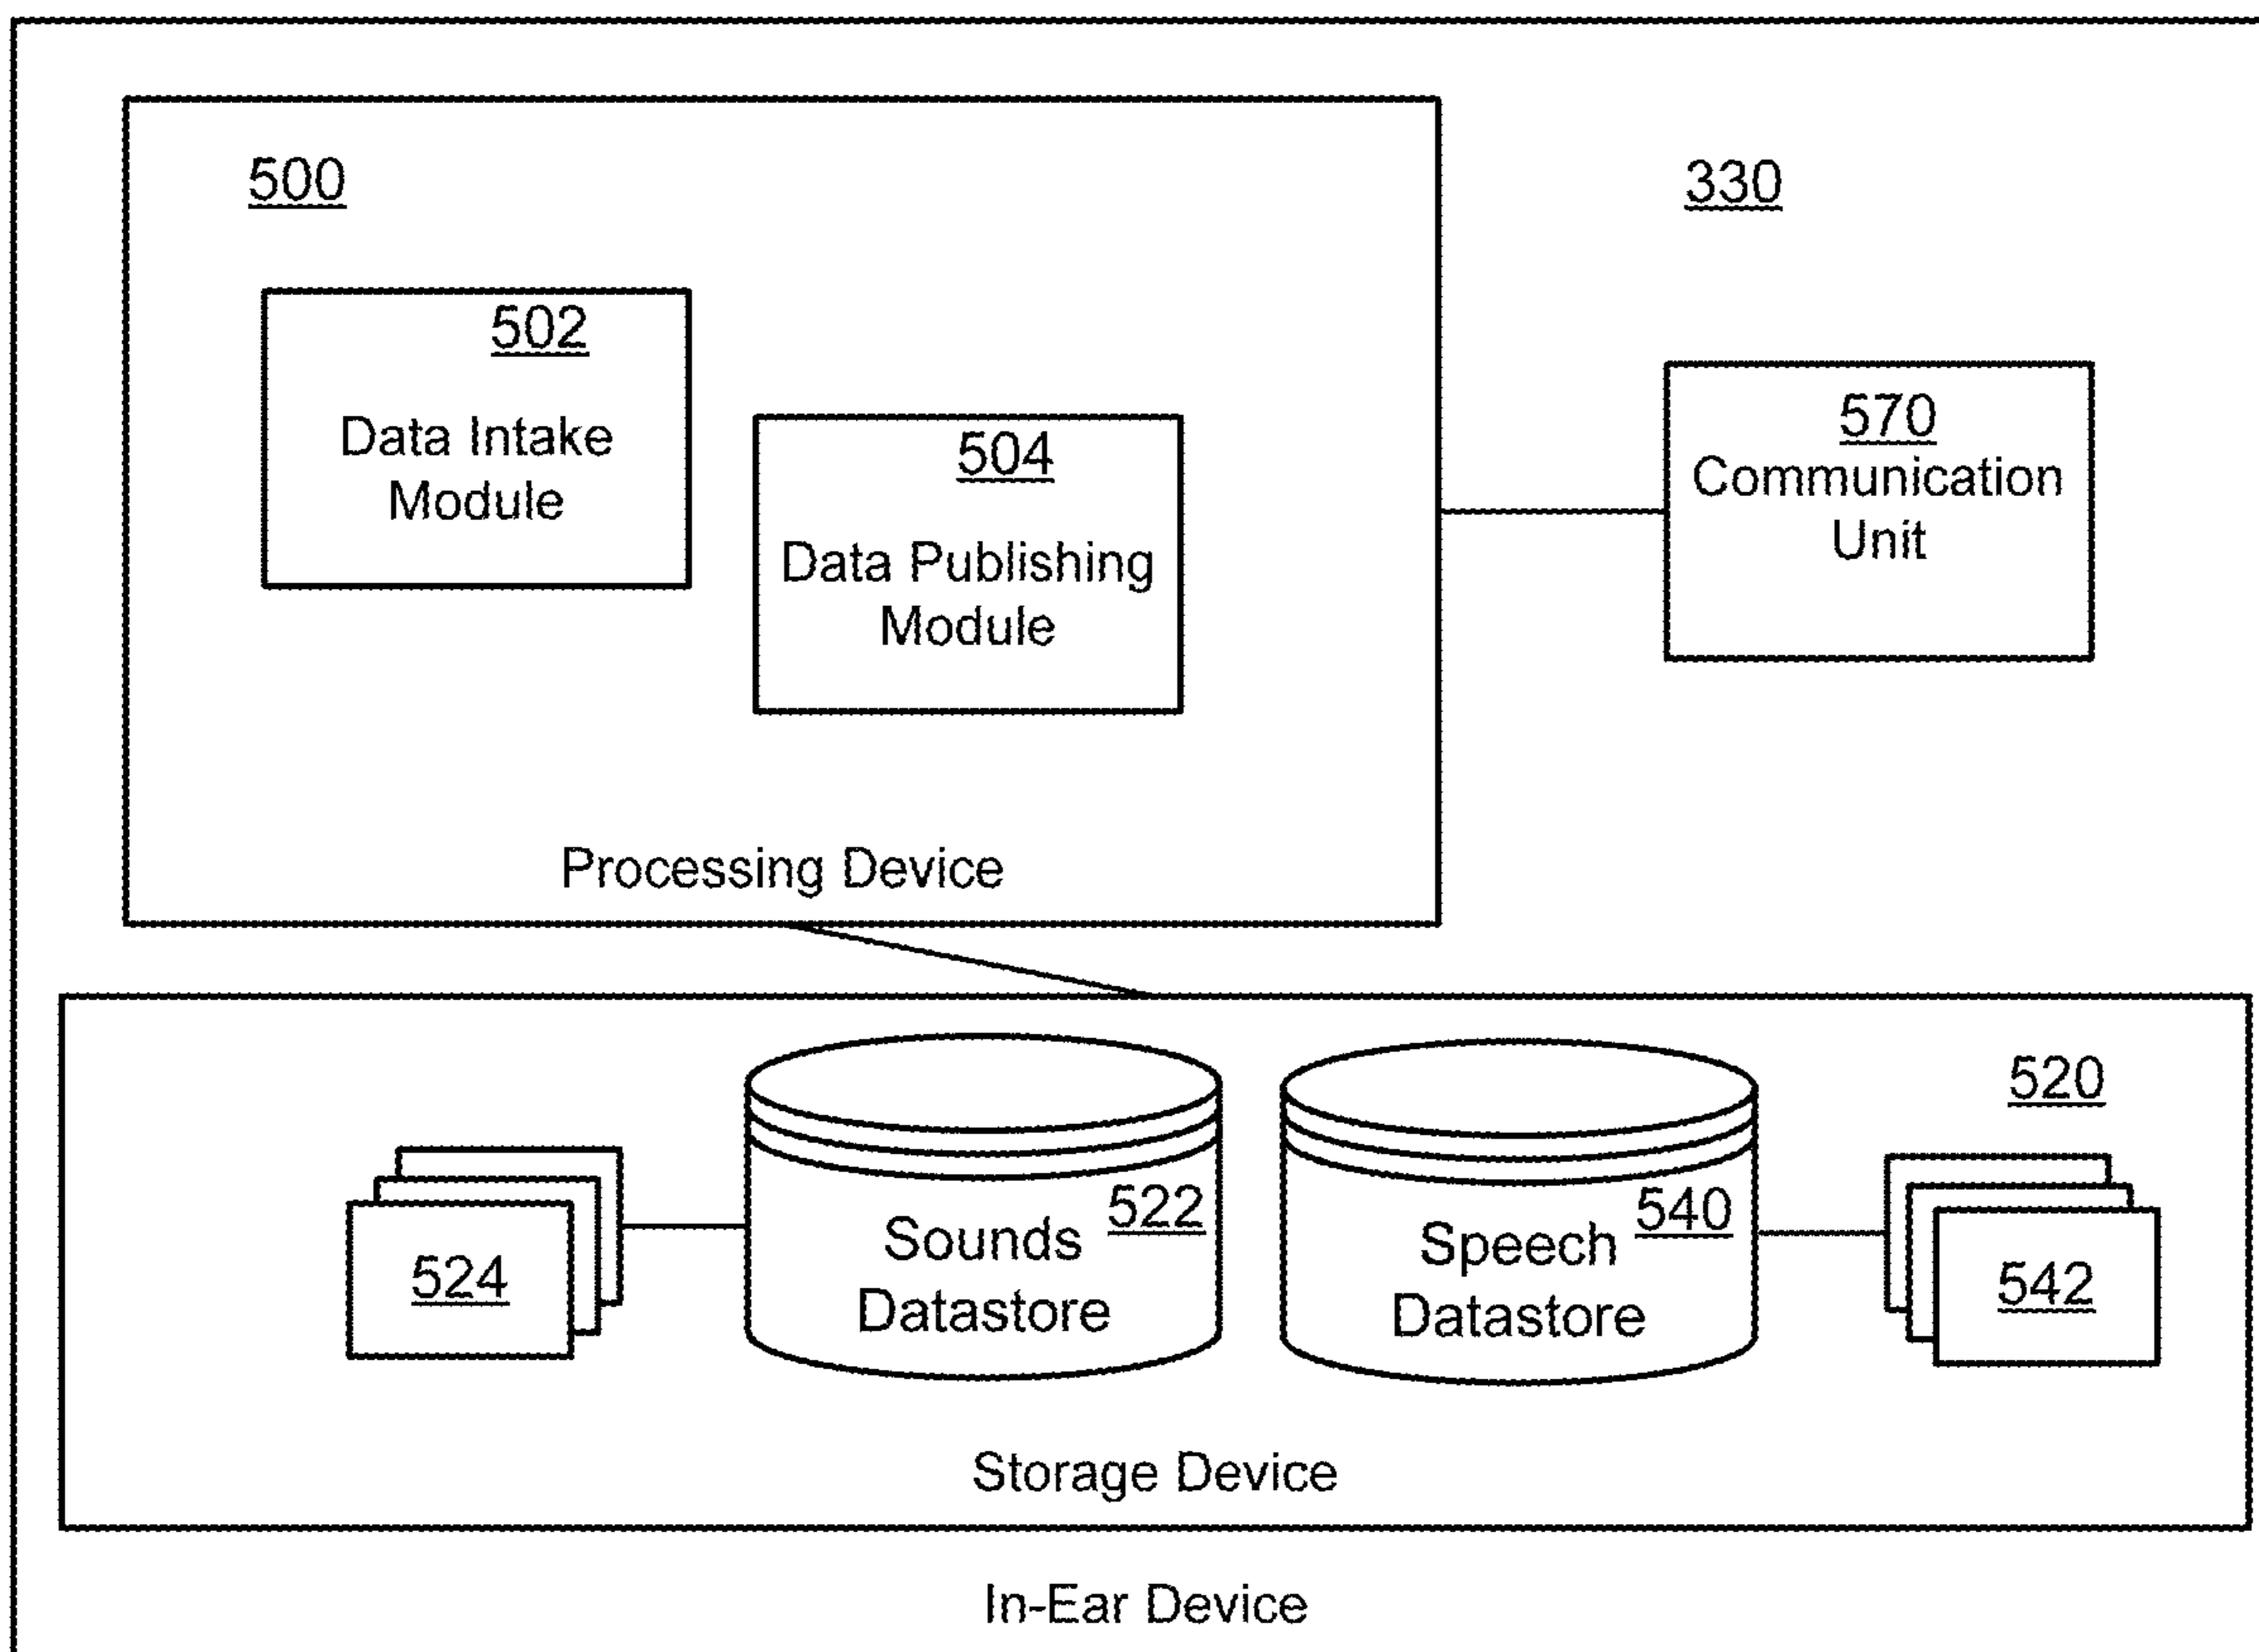 500
330
502
Data Intake
Module
504
Data Publishing
Module
570
Communication
Unit
Processing Device
520
522
Sounds
Datastore
540
Speech
Datastore
524
542
Storage Device
In-Ear Device